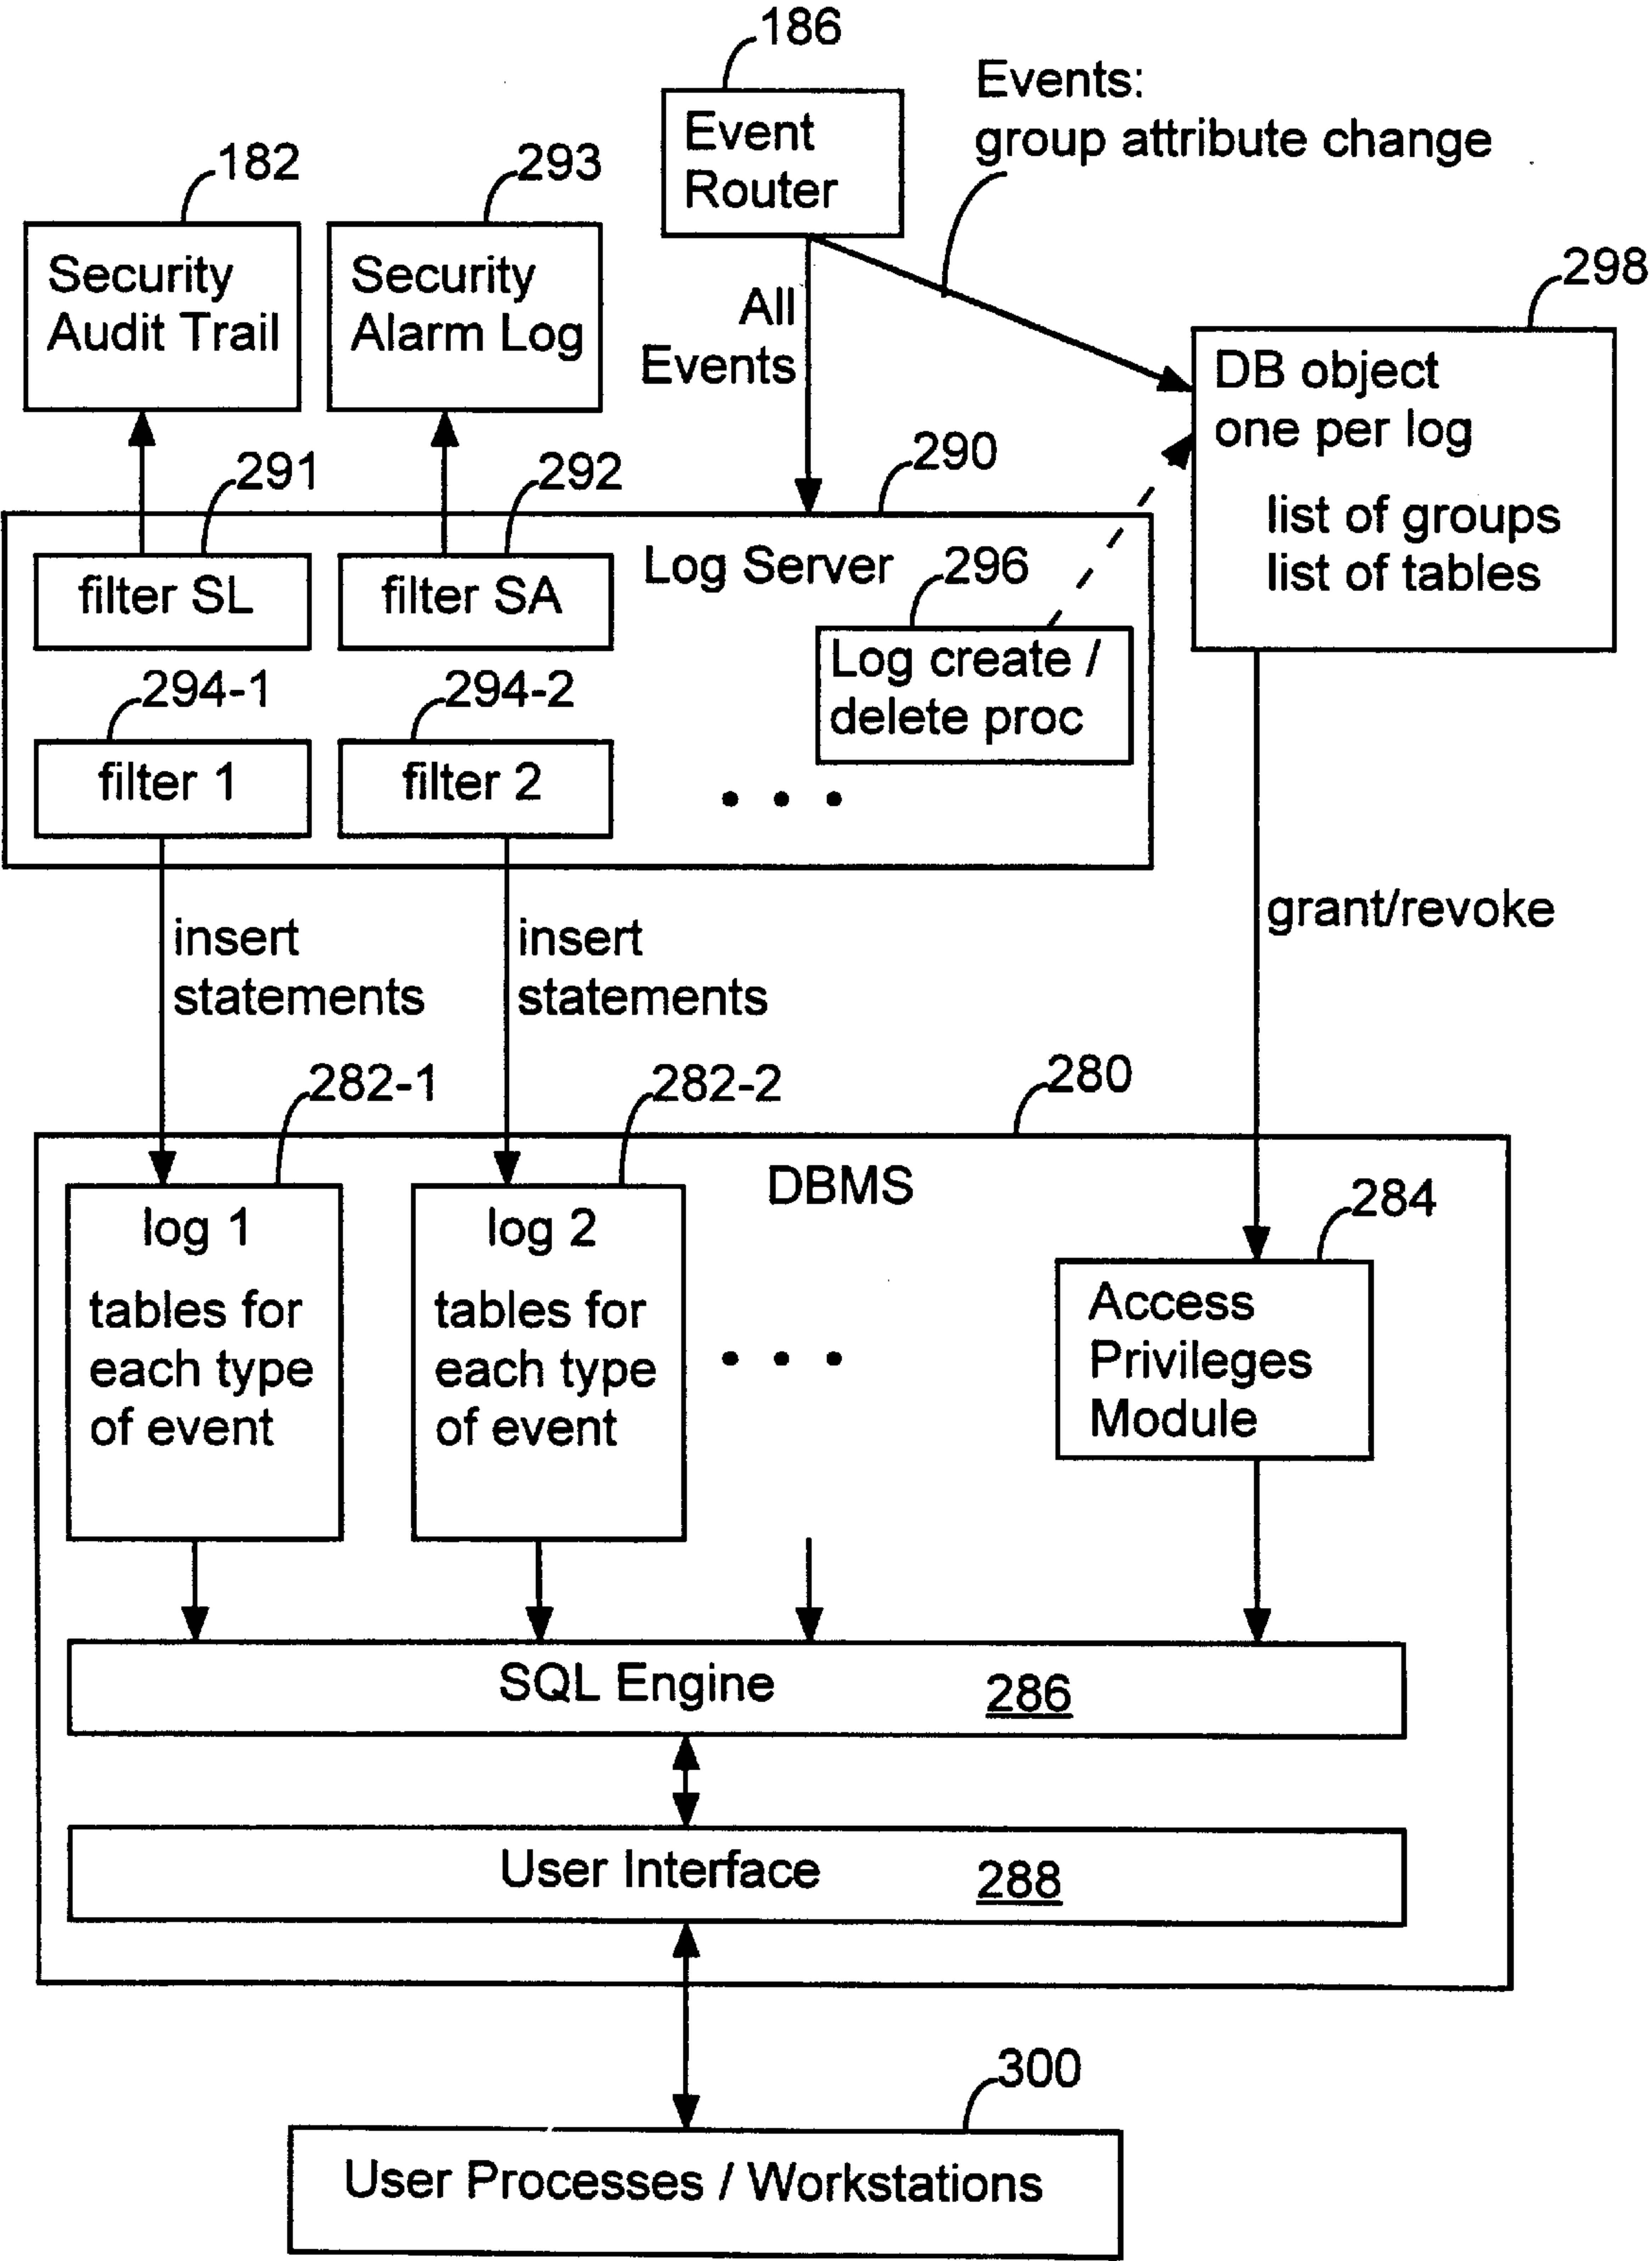 186
Event
Router
Events:
group attribute change
182
Security
Audit Trail
293
Security
Alarm Log
All
Events
298
DB object
one per log
list of groups
list of tables
290
Log Server
291
filter SL
292
filter SA
296
Log create /
delete proc
294-1
filter 1
294-2
filter 2
• • •
insert
statements
insert
statements
grant/revoke
280
DBMS
282-1
log 1
tables for
each type
of event
282-2
log 2
tables for
each type
of event
• • •
284
Access
Privileges
Module
SQL Engine 286
User Interface 288
300
User Processes / Workstations